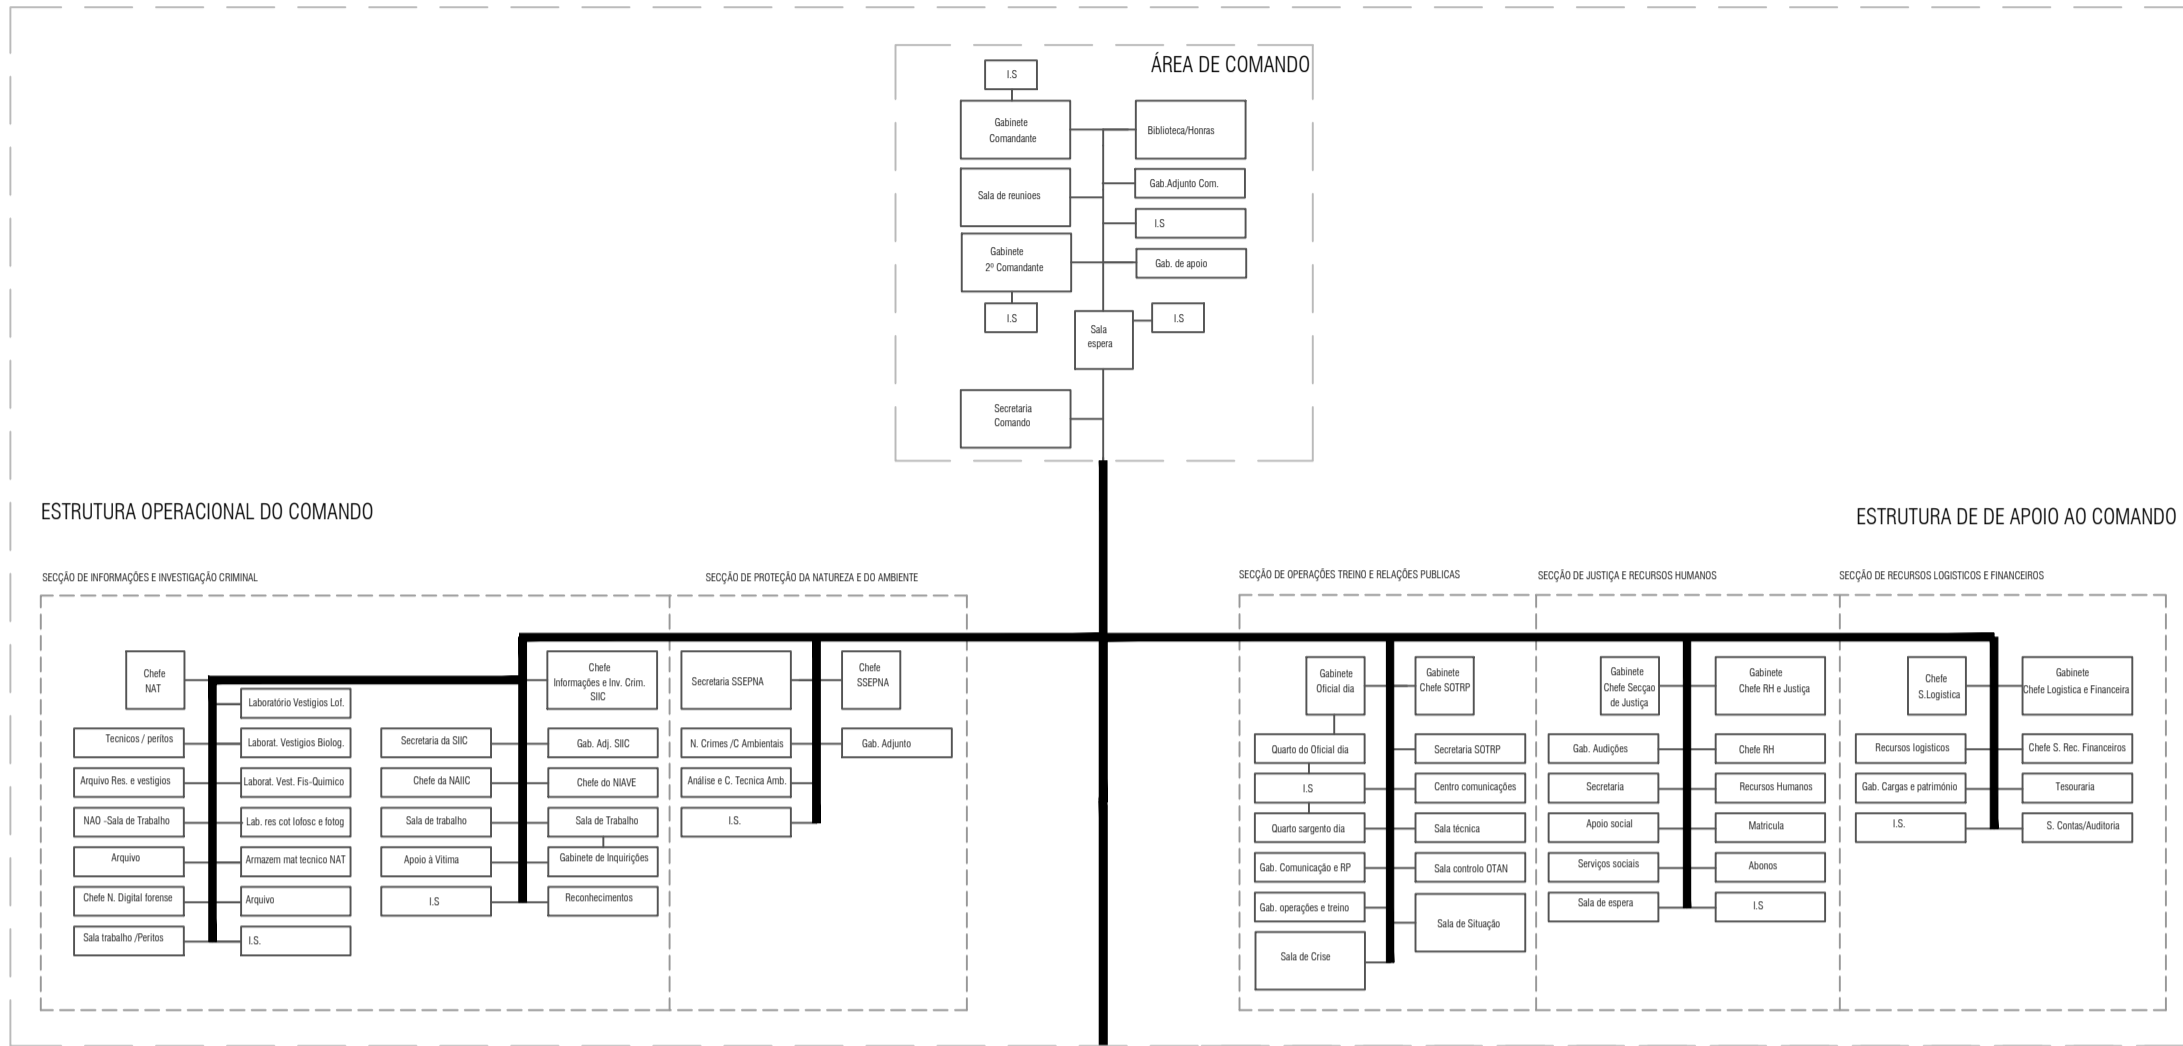 ÁREA DE COMANDO
I.S
Gabinete
Comandante
Biblioteca/Honras
Sala de reunioes
Gab.Adjunto Com.
I.S
Gabinete
2º Comandante
Gab. de apoio
I.S
Sala
espera
I.S
Secretaria
Comando
ESTRUTURA OPERACIONAL DO COMANDO
ESTRUTURA DE DE APOIO AO COMANDO
SECÇÃO DE INFORMAÇÕES E INVESTIGAÇÃO CRIMINAL
Chefe
NAT
Laboratório Vestigios Lof.
Tecnicos / peritos
Laborat. Vestigios Biolog.
Arquivo Res. e vestigios
Laborat. Vest. Fis-Quimico
NAO -Sala de Trabalho
Lab. res cot lofosc e fotog
Arquivo
Armazem mat tecnico NAT
Chefe N. Digital forense
Arquivo
Sala trabalho /Peritos
I.S.
Chefe
Informações e Inv. Crim.
SIIC
Secretaria da SIIC
Gab. Adj. SIIC
Chefe da NAIIC
Chefe do NIAVE
Sala de trabalho
Sala de Trabalho
Apoio à Vítima
Gabinete de Inquirições
I.S
Reconhecimentos
SECÇÃO DE PROTEÇÃO DA NATUREZA E DO AMBIENTE
Secretaria SSEPNA
Chefe
SSEPNA
N. Crimes /C Ambientais
Gab. Adjunto
Análise e C. Tecnica Amb.
I.S.
SECÇÃO DE OPERAÇÕES TREINO E RELAÇÕES PUBLICAS
Gabinete
Oficial dia
Gabinete
Chefe SOTRP
Quarto do Oficial dia
Secretaria SOTRP
I.S
Centro comunicações
Quarto sargento dia
Sala técnica
Gab. Comunicação e RP
Sala controlo OTAN
Gab. operações e treino
Sala de Situação
Sala de Crise
SECÇÃO DE JUSTIÇA E RECURSOS HUMANOS
Gabinete
Chefe Secçao
de Justiça
Gabinete
Chefe RH e Justiça
Gab. Audições
Chefe RH
Secretaria
Recursos Humanos
Apoio social
Matricula
Serviços sociais
Abonos
Sala de espera
I.S
SECÇÃO DE RECURSOS LOGISTICOS E FINANCEIROS
Chefe
S.Logistica
Gabinete
Chefe Logistica e Financeira
Recursos logisticos
Chefe S. Rec. Financeiros
Gab. Cargas e património
Tesouraria
I.S.
S. Contas/Auditoria